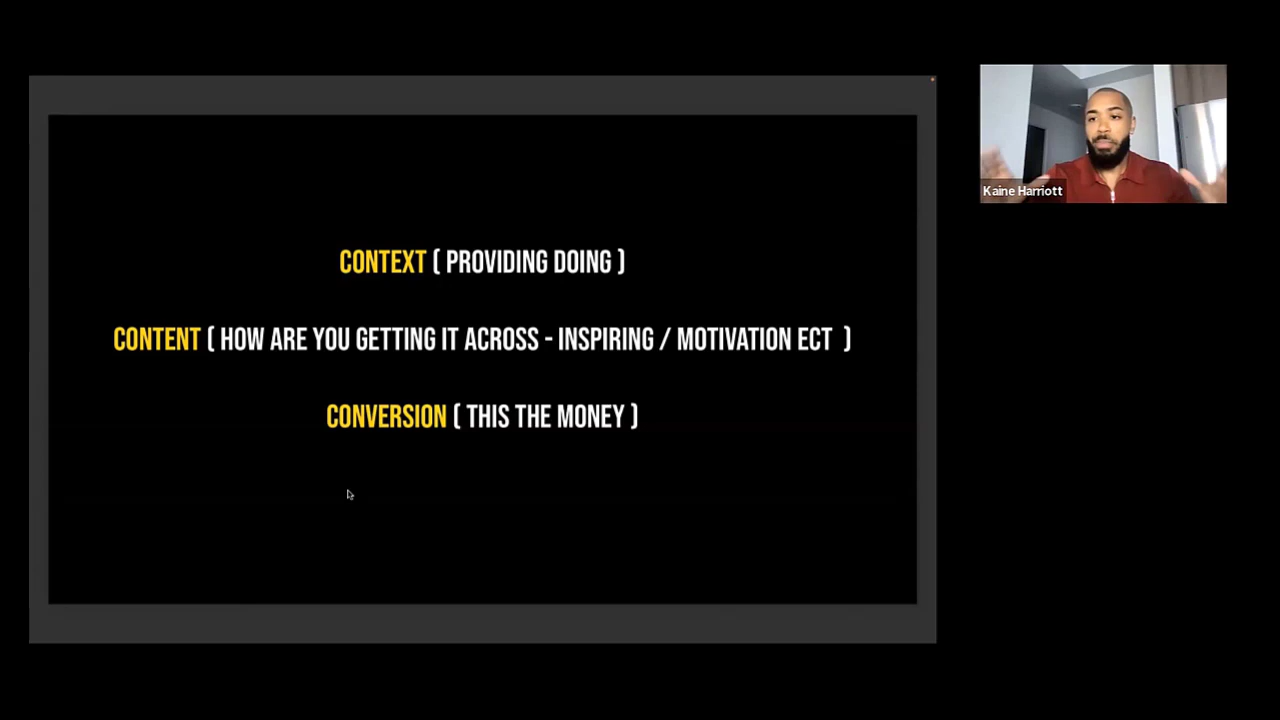 CONTEXT ( PROVIDING DOING )
CONTENT ( HOW ARE YOU GETTING IT ACROSS - INSPIRING / MOTIVATION ECT )
CONVERSION ( THIS THE MONEY )
Kaine Harriott